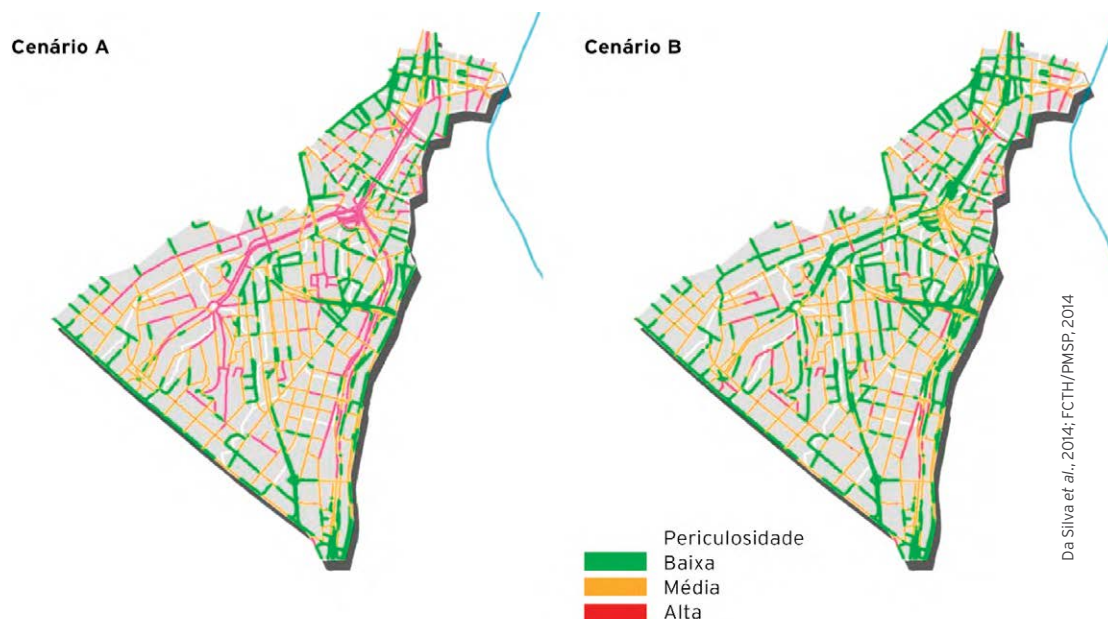 Cenário A
Cenário B
Periculosidade
Baixa
Média
Alta
Da Silva et al., 2014; FCTH/PMSP, 2014